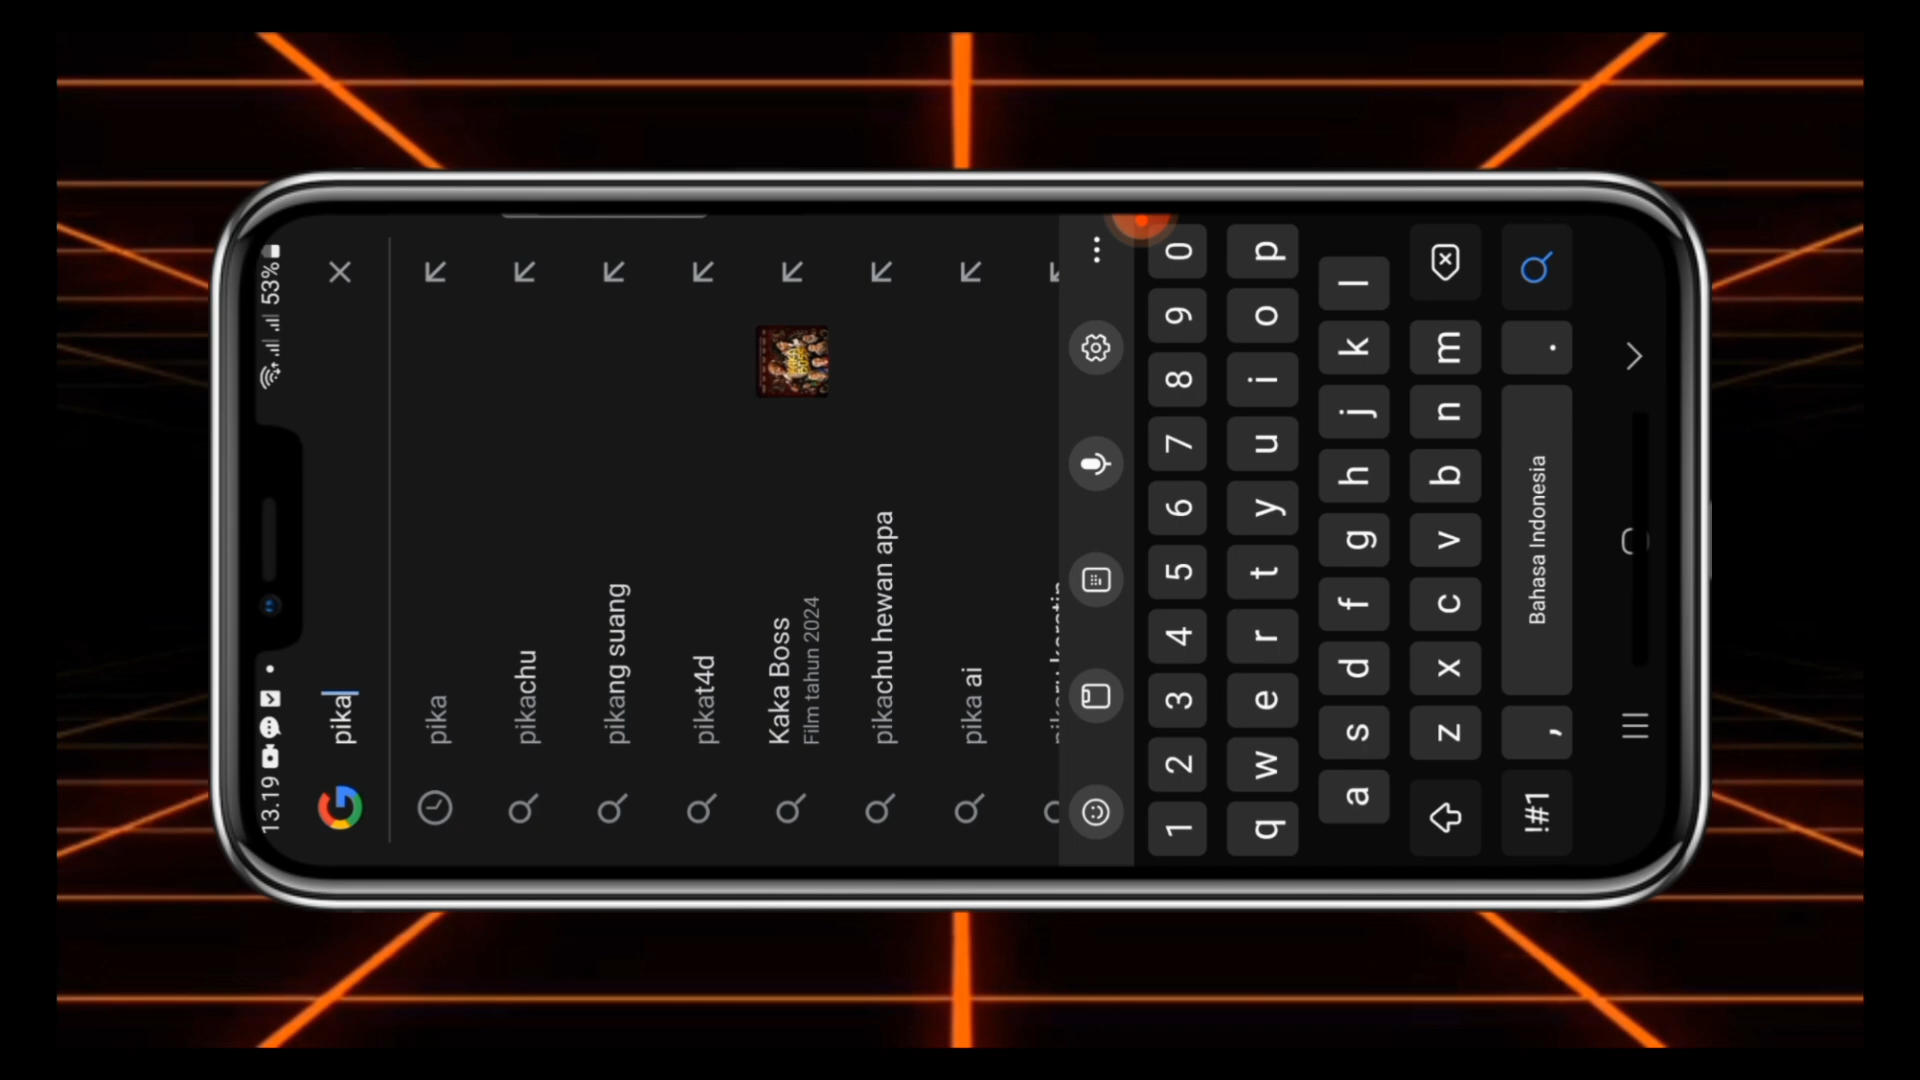 13.19
53%
pika
pika
pikachu
pikang suang
pikat4d
Kaka Boss
Film tahun 2024
pikachu hewan apa
pika ai
1 2 3 4 5 6 7 8 9 0
q w e r t y u i o p
a s d f g h j k l
z x c v b n m
!#1 , Bahasa Indonesia .